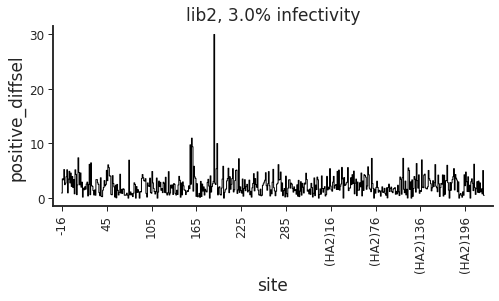 lib2, 3.0% infectivity
positive_diffsel
30
20
10
0
-16
45
105
165
225
285
(HA2)16
(HA2)76
(HA2)136
(HA2)196
site